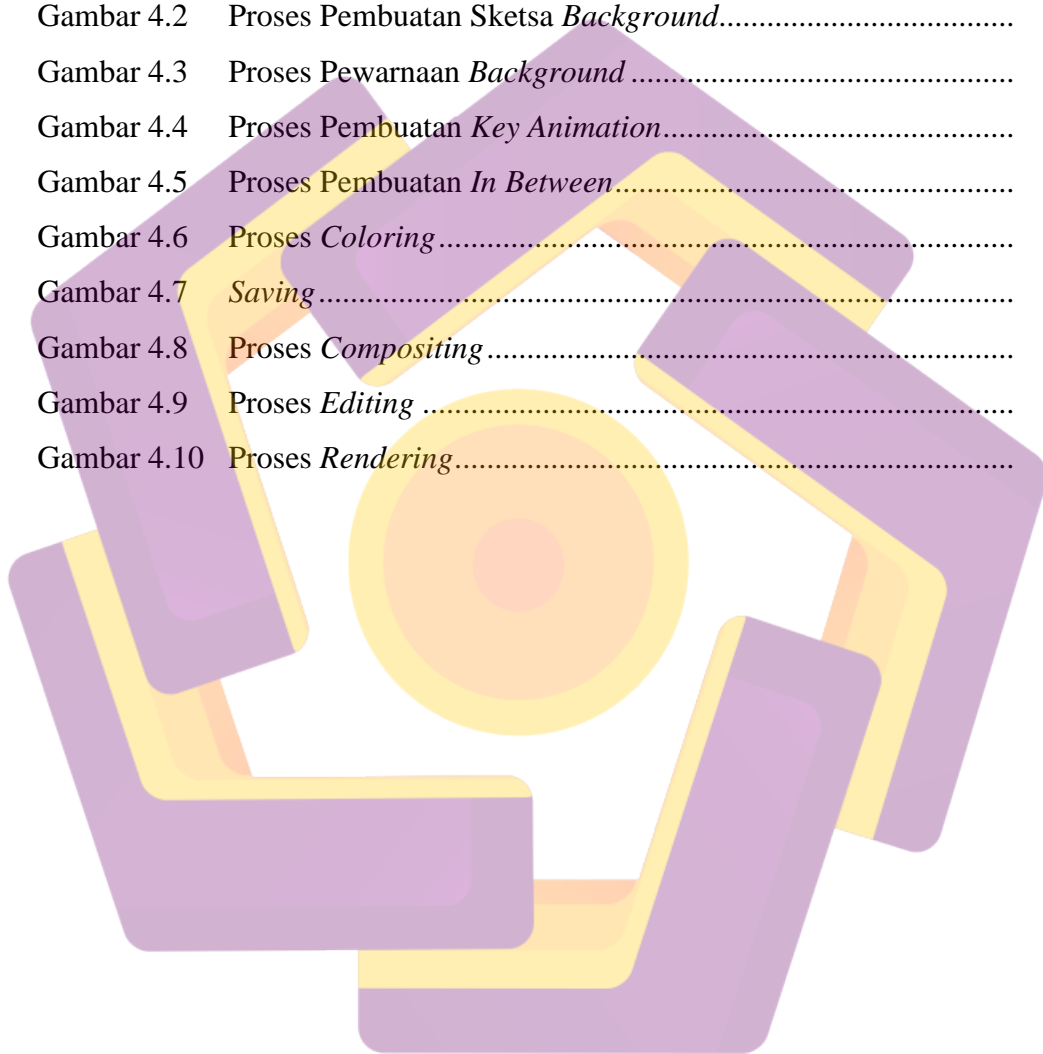 Gambar 4.2 Proses Pembuatan Sketsa Background........................................
Gambar 4.3 Proses Pewarnaan Background ....................................................
Gambar 4.4 Proses Pembuatan Key Animation...............................................
Gambar 4.5 Proses Pembuatan In Between.....................................................
Gambar 4.6 Proses Coloring............................................................................
Gambar 4.7 Saving...........................................................................................
Gambar 4.8 Proses Compositing......................................................................
Gambar 4.9 Proses Editing ..............................................................................
Gambar 4.10 Proses Rendering..........................................................................